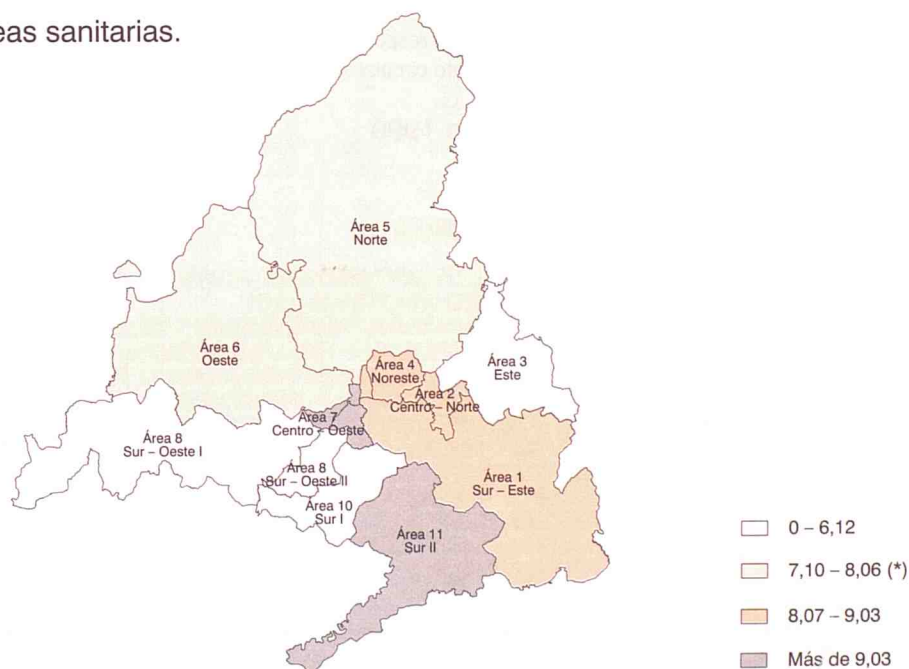 eas sanitarias.
Área 5
Norte
Área 6
Oeste
Área 3
Este
Área 4
Noreste
Área 2
Centro – Norte
Área 7
Centro – Oeste
Área 8
Sur – Oeste I
Área 8
Sur – Oeste II
Área 1
Sur – Este
Área 10
Sur I
Área 11
Sur II
0 – 6,12
7,10 – 8,06 (*)
8,07 – 9,03
Más de 9,03